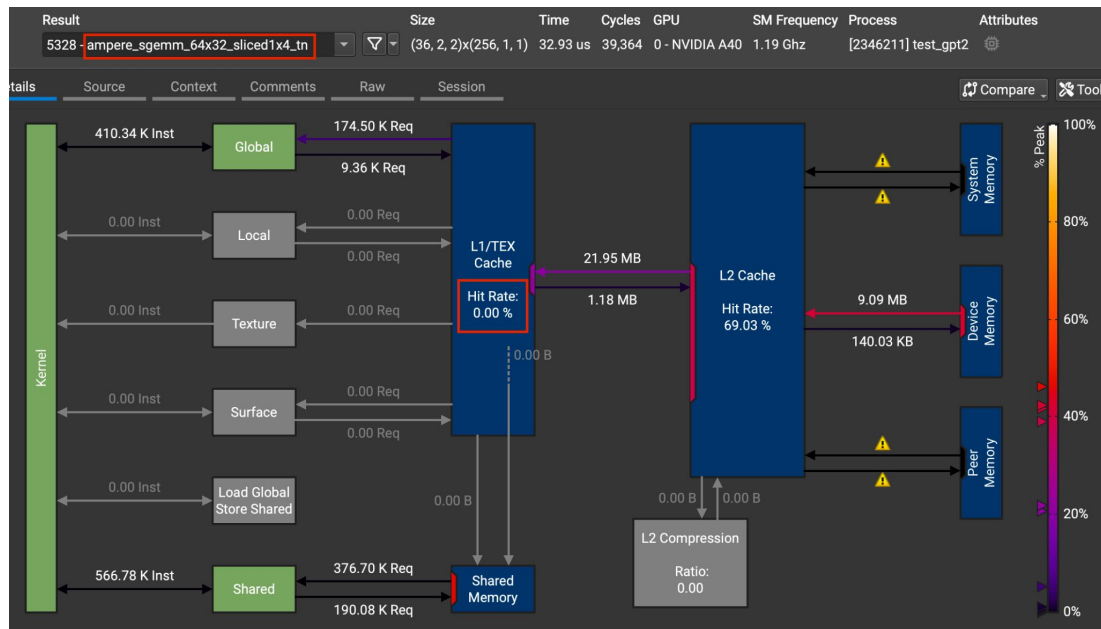 Result Size Time Cycles GPU SM Frequency Process Attributes
5328 - ampere_sgemm_64x32_sliced1x4_tn (36, 2, 2)x(256, 1, 1) 32.93 us 39,364 0 - NVIDIA A40 1.19 Ghz [2346211] test_gpt2
etails Source Context Comments Raw Session Compare Tool
410.34 K Inst
Global
174.50 K Req
9.36 K Req
0.00 Inst
Local
0.00 Req
0.00 Req
0.00 Inst
Texture
0.00 Req
0.00 Inst
Surface
0.00 Req
0.00 Req
0.00 Inst
Load Global
Store Shared
566.78 K Inst
Shared
376.70 K Req
190.08 K Req
Kernel
L1/TEX
Cache
Hit Rate:
0.00 %
0.00 B
0.00 B
Shared
Memory
21.95 MB
1.18 MB
L2 Cache
Hit Rate:
69.03 %
0.00 B
0.00 B
L2 Compression
Ratio:
0.00
9.09 MB
140.03 KB
System
Memory
Device
Memory
Peer
Memory
% Peak
100%
80%
60%
40%
20%
0%